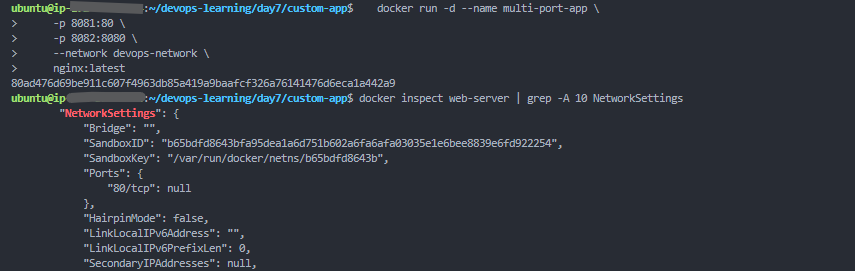 ubuntu@ip-:~/devops-learning/day7/custom-app$ docker run -d --name multi-port-app \
> -p 8081:80 \
> -p 8082:8080 \
> --network devops-network \
> nginx:latest
80ad476d69be911c607f4963db85a419a9baafcf326a76141476d6eca1a442a9
ubuntu@ip:~/devops-learning/day7/custom-app$ docker inspect web-server | grep -A 10 NetworkSettings
"NetworkSettings": {
"Bridge": "",
"SandboxID": "b65bdfd8643bfa95dea1a6d751b602a6fa6afa03035e1e6bee8839e6fd922254",
"SandboxKey": "/var/run/docker/netns/b65bdfd8643b",
"Ports": {
"80/tcp": null
},
"HairpinMode": false,
"LinkLocalIPv6Address": "",
"LinkLocalIPv6PrefixLen": 0,
"SecondaryIPAddresses": null,